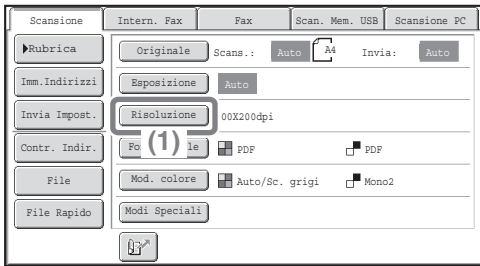 Scansione Intern. Fax Fax Scan. Mem. USB Scansione PC
Rubrica Originale Scans.: Auto A4 Invia: Auto
Imm.Indirizzi Esposizione Auto
Invia Impost. Risoluzione 00X200dpi
Contr. Indir. (1) le PDF PDF
File Mod. colore Auto/Sc. grigi Mono2
File Rapido Modi Speciali